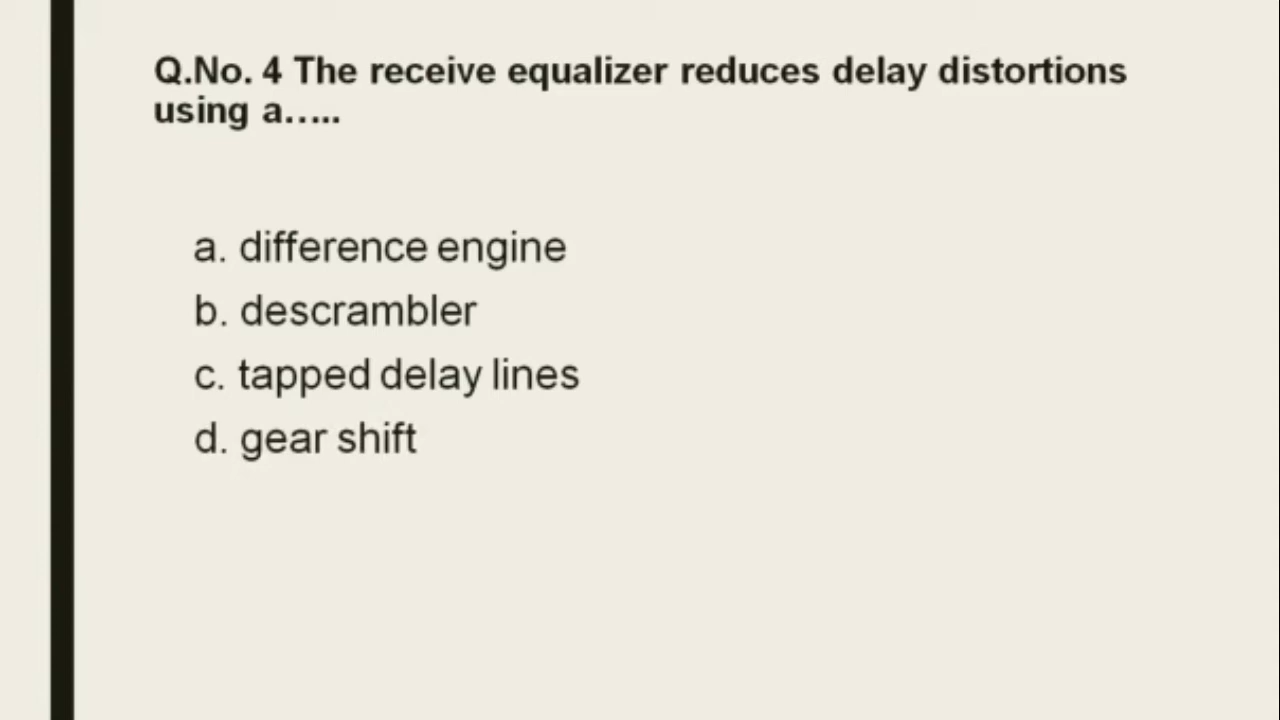 Q.No. 4 The receive equalizer reduces delay distortions
using a…..
a. difference engine
b. descrambler
c. tapped delay lines
d. gear shift